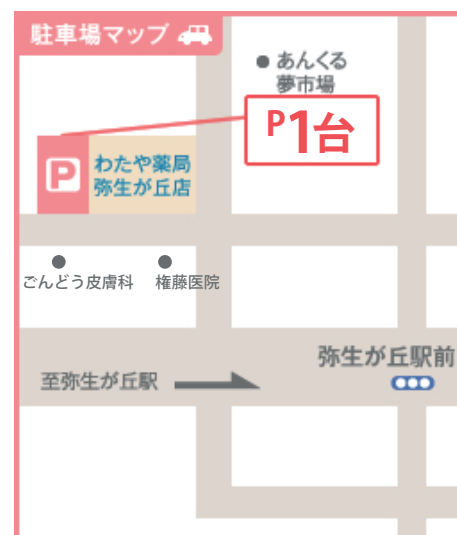 駐車場マップ
あんくる
夢市場
P1台
P
わたや薬局
弥生が丘店
ごんどう皮膚科
権藤医院
弥生が丘駅前
至弥生が丘駅